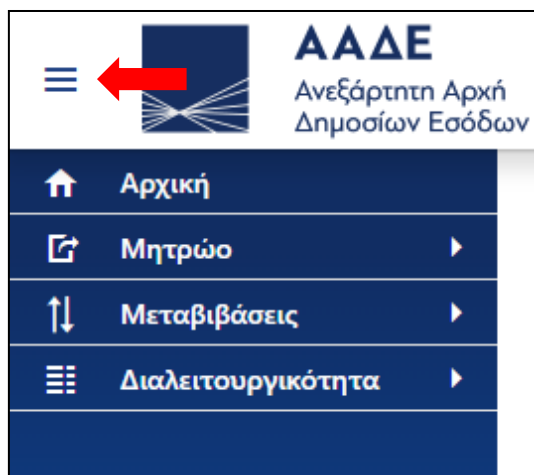 ΑΑΔΕ
Ανεξάρτητη Αρχή
Δημοσίων Εσόδων
Αρχική
Μητρώο
Μεταβιβάσεις
Διαλειτουργικότητα